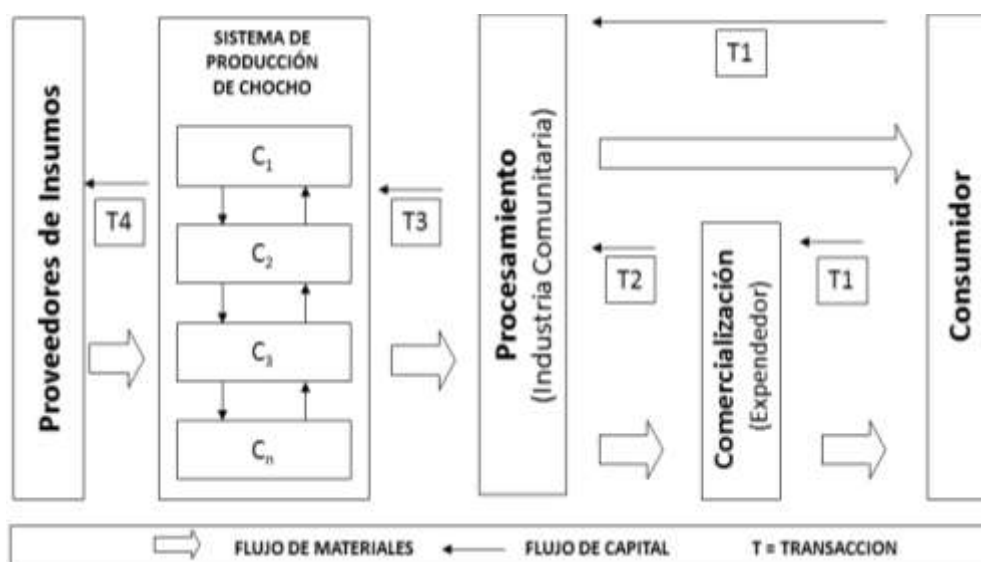 Proveedores de Insumos
T4
SISTEMA DE
PRODUCCIÓN
DE CHOCHO
C1
C2
C3
Cn
T3
Procesamiento
(Industria Comunitaria)
T1
T2
Comercialización
(Expendedor)
T1
Consumidor
FLUJO DE MATERIALES
FLUJO DE CAPITAL
T = TRANSACCION